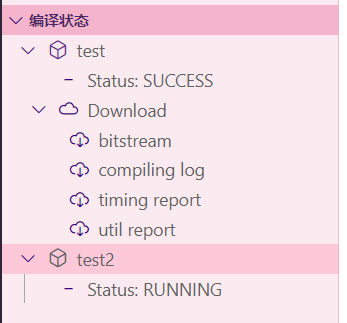 编译状态
test
Status: SUCCESS
Download
bitstream
compiling log
timing report
util report
test2
Status: RUNNING